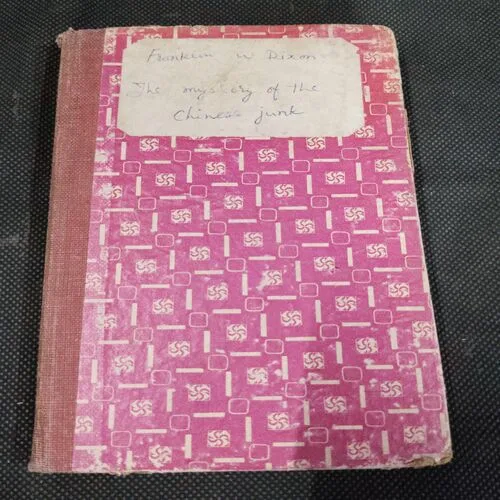 Franklin W Dixon
The mystery of the
Chinese junk